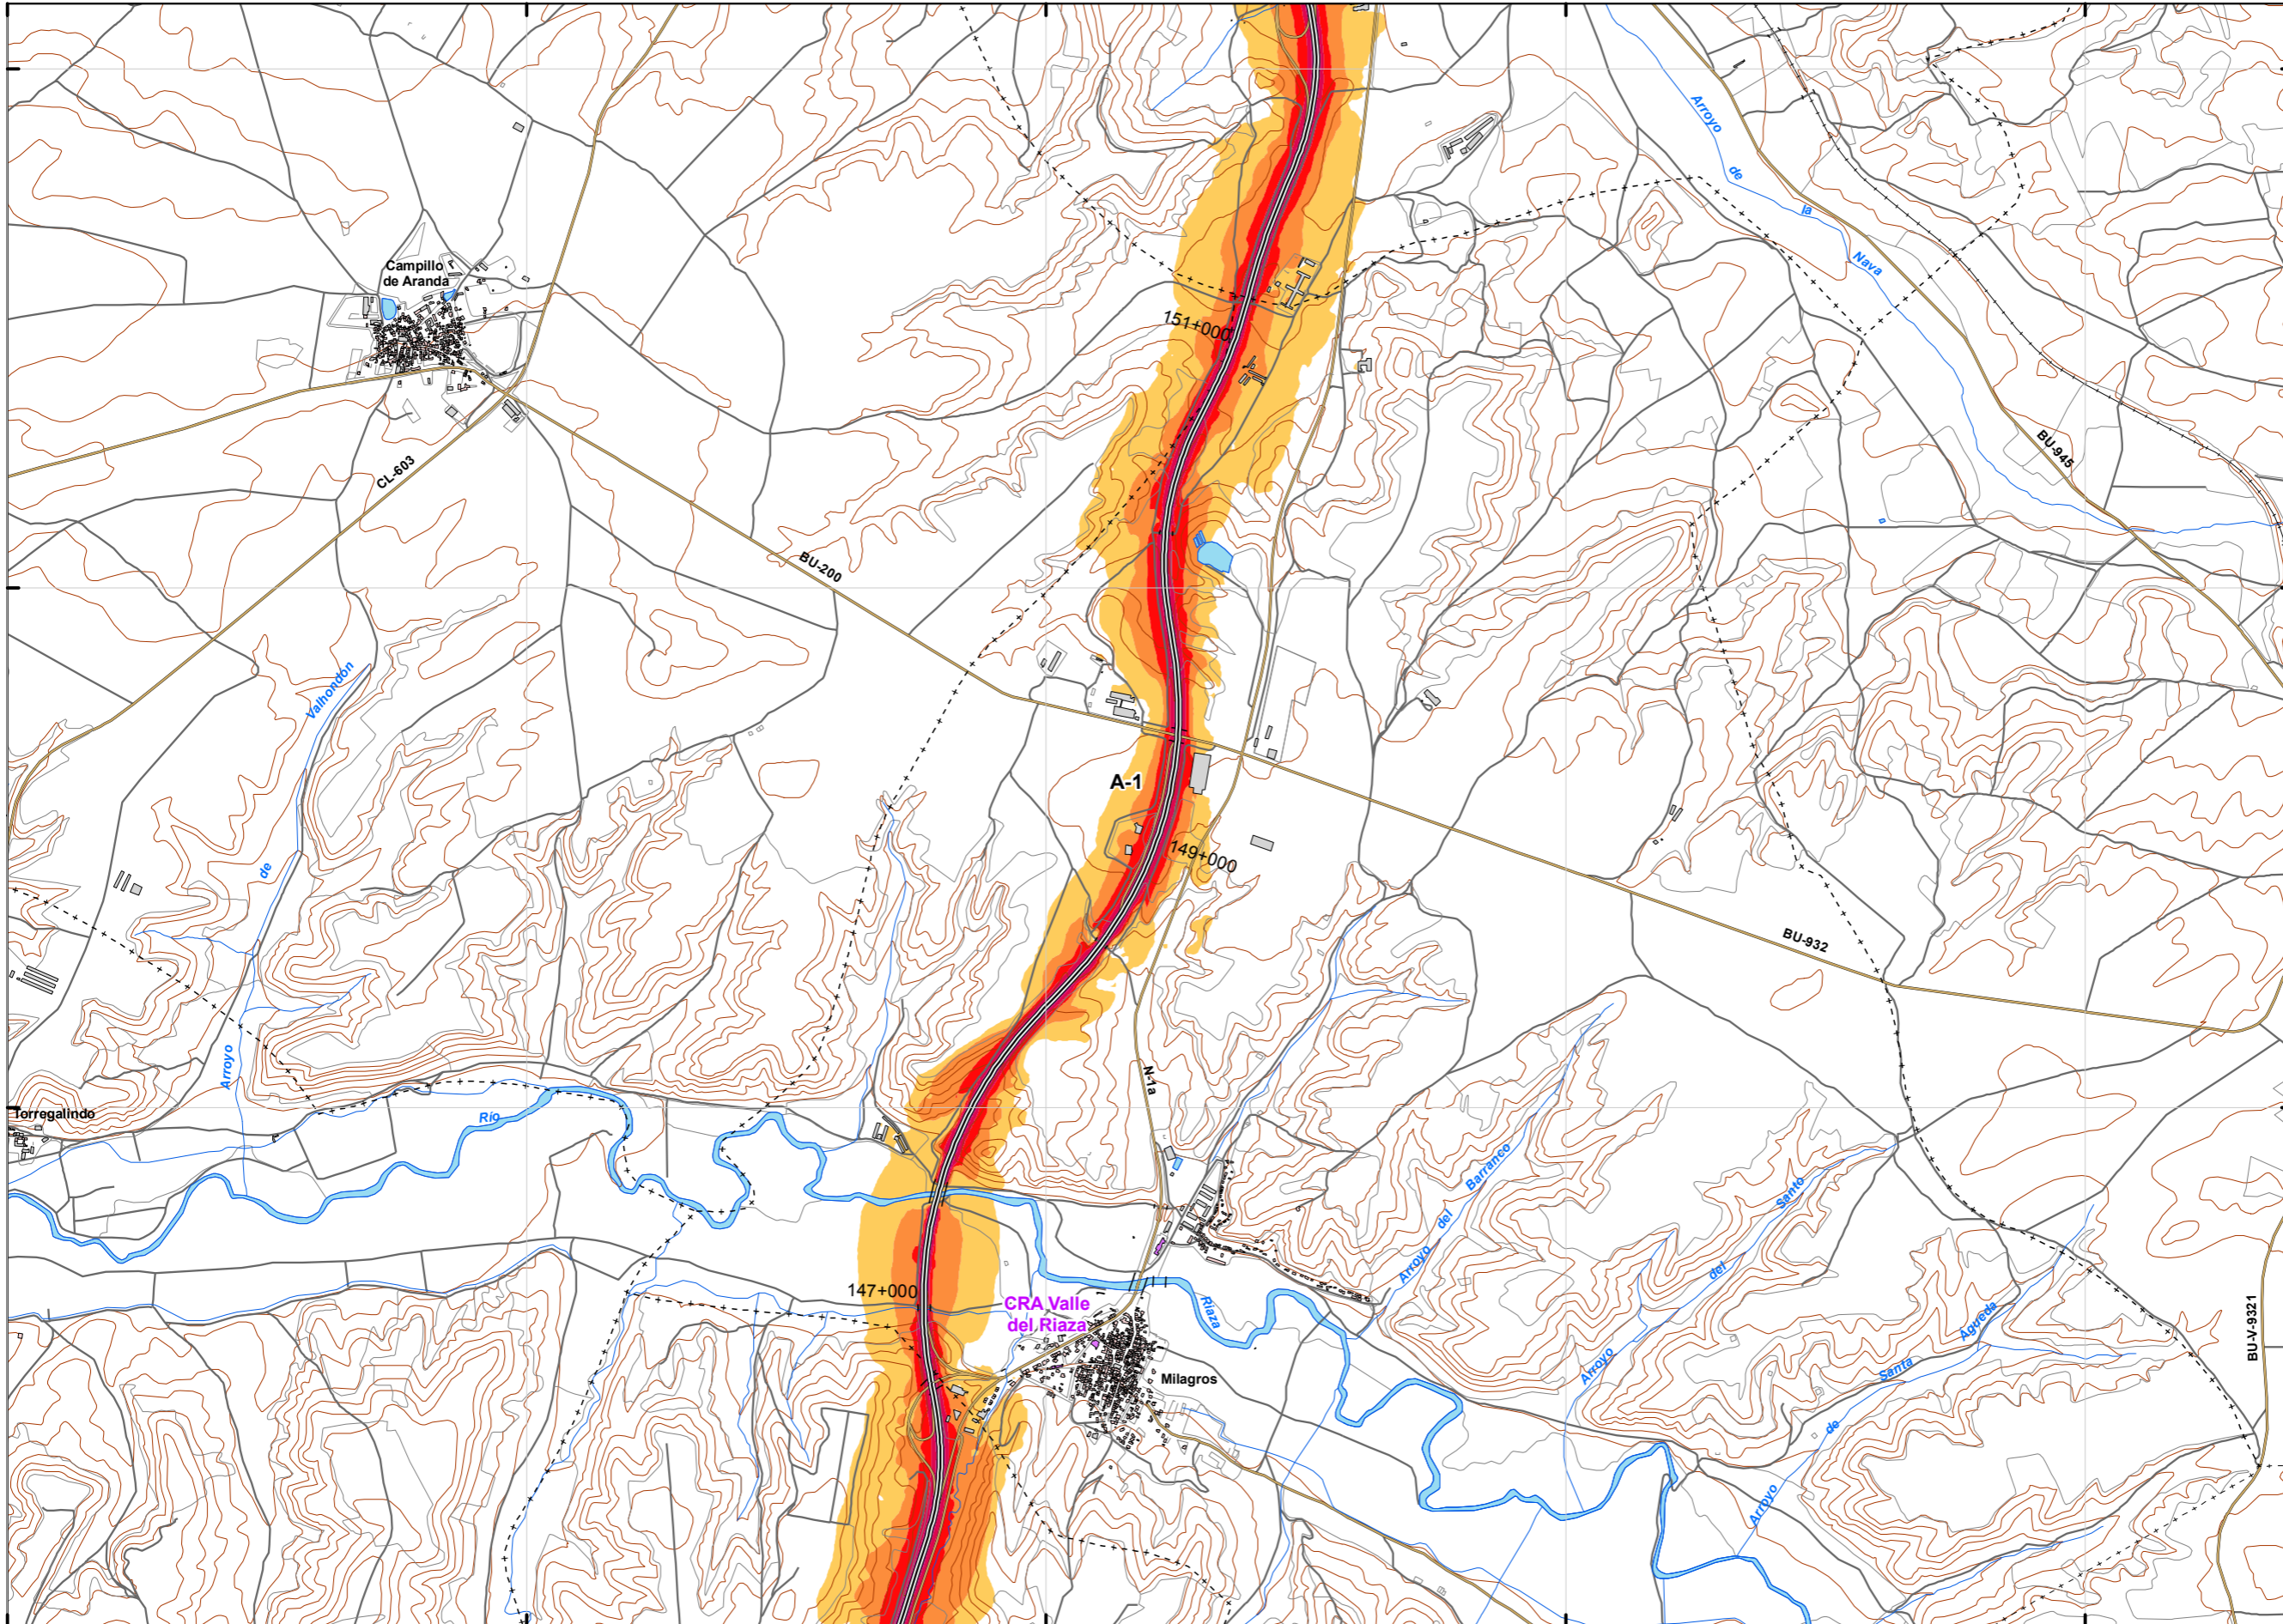 Arroyo
de
la
Nava
Campillo
de Aranda
151+000
CL-603
BU-945
BU-200
Valhondon
A-1
149+000
de
BU-932
Arroyo
N-1a
Torregalindo
Río
Barranco
del
Arroyo
Santo
del
Arroyo
147+000
CRA Valle
del Riaza
Riaza
Agueda
Santa
de
Arroyo
BU-V-9321
Milagros